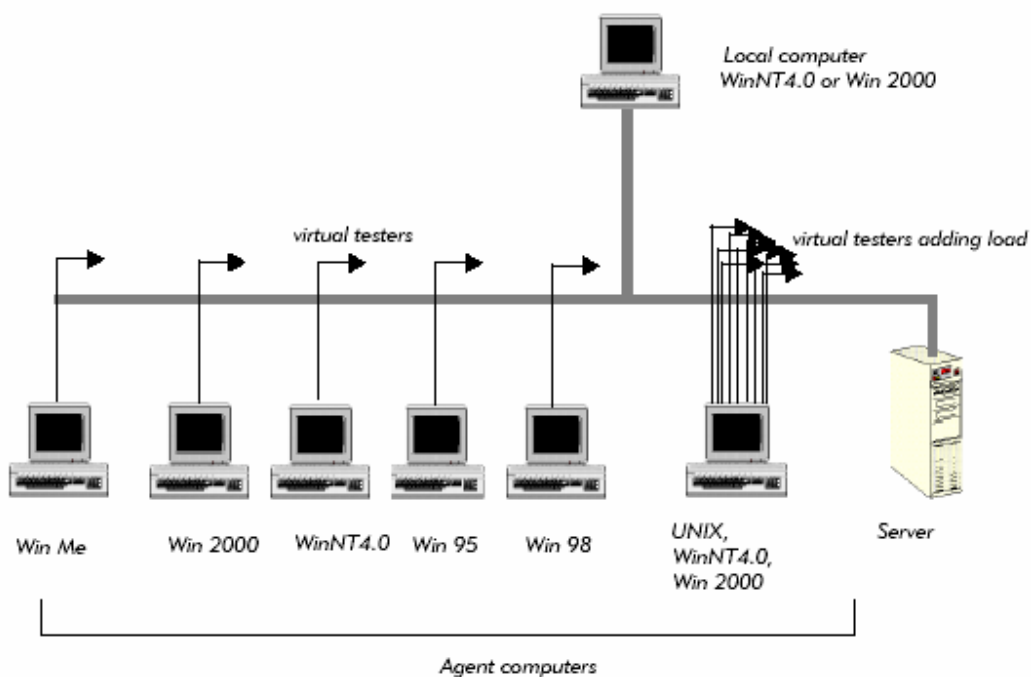 Local computer
WinNT4.0 or Win 2000
virtual testers
virtual testers adding load
Win Me
Win 2000
WinNT4.0
Win 95
Win 98
UNIX,
WinNT4.0,
Win 2000
Server
Agent computers